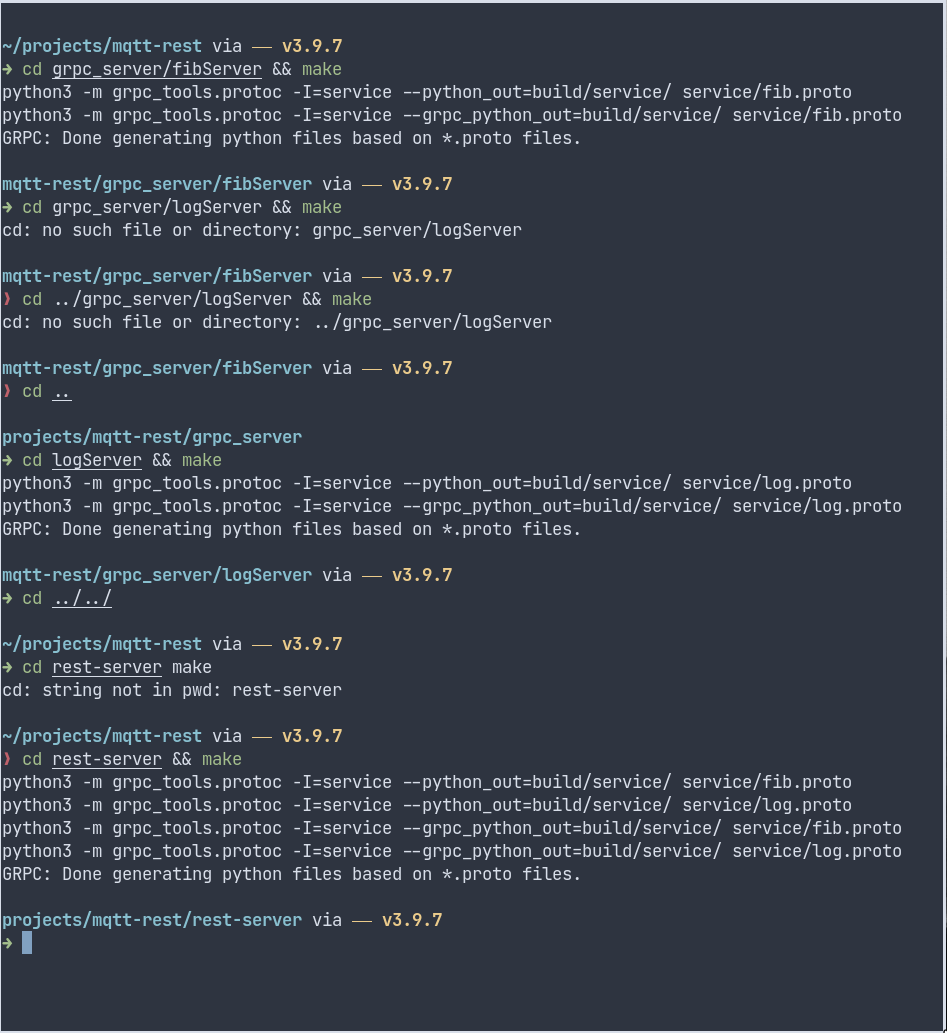 ~/projects/mqtt-rest via — v3.9.7
➜ cd grpc_server/fibServer && make
python3 -m grpc_tools.protoc -I=service --python_out=build/service/ service/fib.proto
python3 -m grpc_tools.protoc -I=service --grpc_python_out=build/service/ service/fib.proto
GRPC: Done generating python files based on *.proto files.
mqtt-rest/grpc_server/fibServer via — v3.9.7
➜ cd grpc_server/logServer && make
cd: no such file or directory: grpc_server/logServer
mqtt-rest/grpc_server/fibServer via — v3.9.7
❯ cd ../grpc_server/logServer && make
cd: no such file or directory: ../grpc_server/logServer
mqtt-rest/grpc_server/fibServer via — v3.9.7
❯ cd ..
projects/mqtt-rest/grpc_server
➜ cd logServer && make
python3 -m grpc_tools.protoc -I=service --python_out=build/service/ service/log.proto
python3 -m grpc_tools.protoc -I=service --grpc_python_out=build/service/ service/log.proto
GRPC: Done generating python files based on *.proto files.
mqtt-rest/grpc_server/logServer via — v3.9.7
➜ cd ../../
~/projects/mqtt-rest via — v3.9.7
➜ cd rest-server make
cd: string not in pwd: rest-server
~/projects/mqtt-rest via — v3.9.7
❯ cd rest-server && make
python3 -m grpc_tools.protoc -I=service --python_out=build/service/ service/fib.proto
python3 -m grpc_tools.protoc -I=service --python_out=build/service/ service/log.proto
python3 -m grpc_tools.protoc -I=service --grpc_python_out=build/service/ service/fib.proto
python3 -m grpc_tools.protoc -I=service --grpc_python_out=build/service/ service/log.proto
GRPC: Done generating python files based on *.proto files.
projects/mqtt-rest/rest-server via — v3.9.7
➜